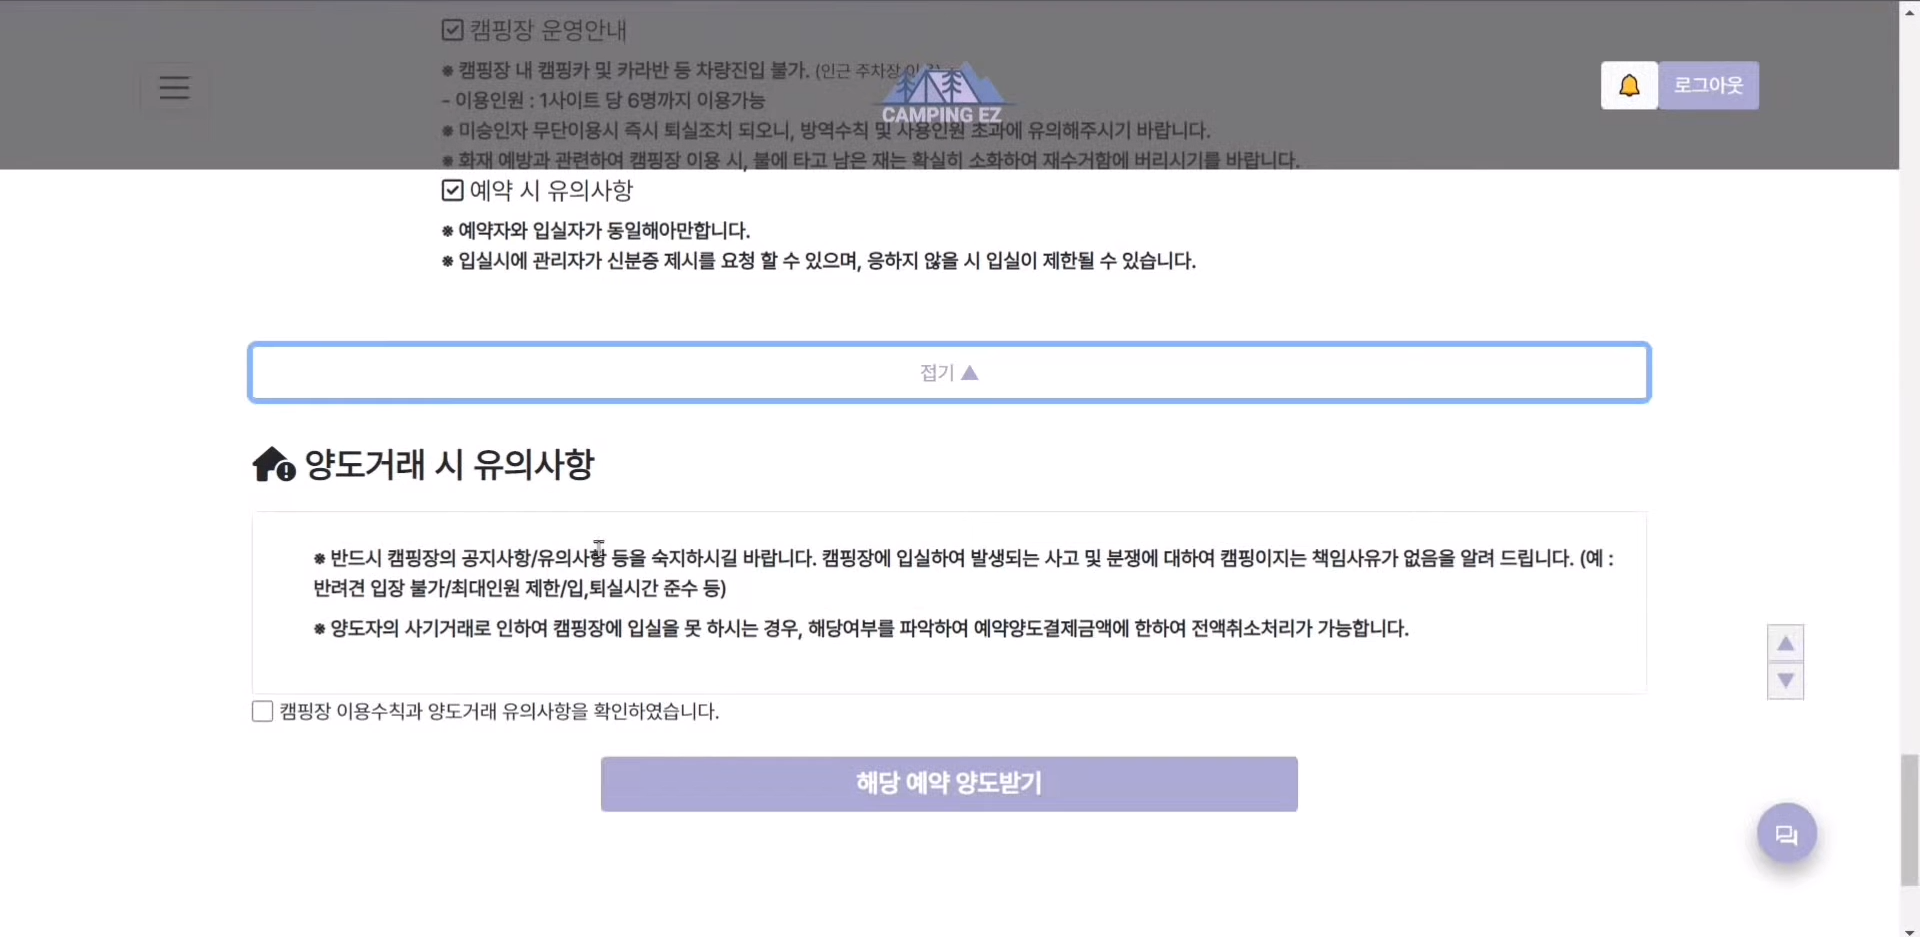 캠핑장 운영안내
※ 캠핑장 내 캠핑카 및 카라반 등 차량진입 불가. (인근 주차장
CAMPING EZ
로그아웃
- 이용인원 : 1사이트 당 6명까지 이용가능
※ 미승인자 무단이용시 즉시 퇴실조치 되오니, 방역수칙 및 사용인원 초과에 유의해주시기 바랍니다.
※ 화재 예방과 관련하여 캠핑장 이용 시, 불에 타고 남은 재는 확실히 소화하여 재수거함에 버리시기를 바랍니다.
예약 시 유의사항
※ 예약자와 입실자가 동일해아만합니다.
※ 입실시에 관리자가 신분증 제시를 요청 할 수 있으며, 응하지 않을 시 입실이 제한될 수 있습니다.
접기 ▲
양도거래 시 유의사항
※ 반드시 캠핑장의 공지사항/유의사항 등을 숙지하시길 바랍니다. 캠핑장에 입실하여 발생되는 사고 및 분쟁에 대하여 캠핑이지는 책임사유가 없음을 알려 드립니다. (예 :
반려견 입장 불가/최대인원 제한/입,퇴실시간 준수 등)
※ 양도자의 사기거래로 인하여 캠핑장에 입실을 못 하시는 경우, 해당여부를 파악하여 예약양도결제금액에 한하여 전액취소처리가 가능합니다.
▲
▼
캠핑장 이용수칙과 양도거래 유의사항을 확인하였습니다.
해당 예약 양도받기